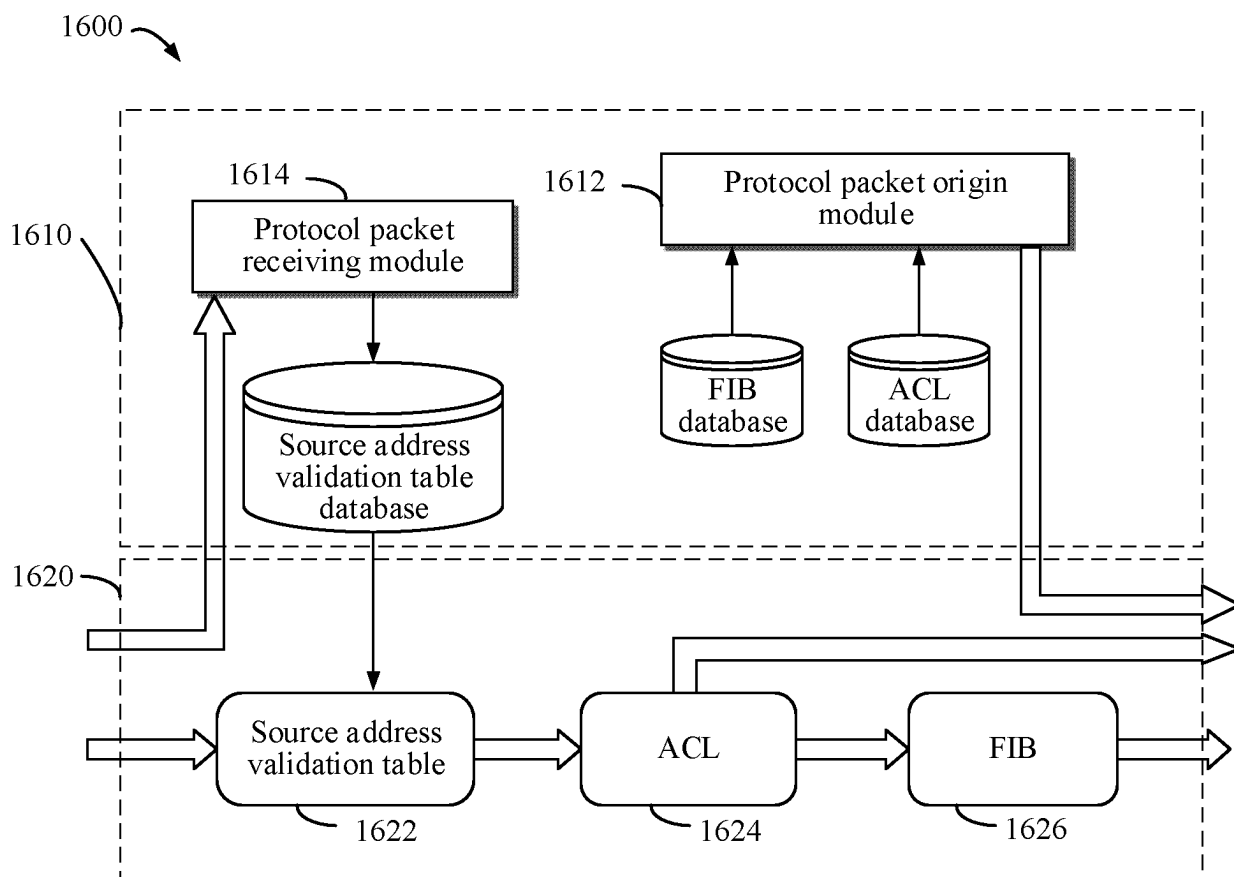 1600
1614
1612
Protocol packet origin
module
1610
Protocol packet
receiving module
FIB
database
ACL
database
Source address
validation table
database
1620
Source address
validation table
ACL
FIB
1622
1624
1626